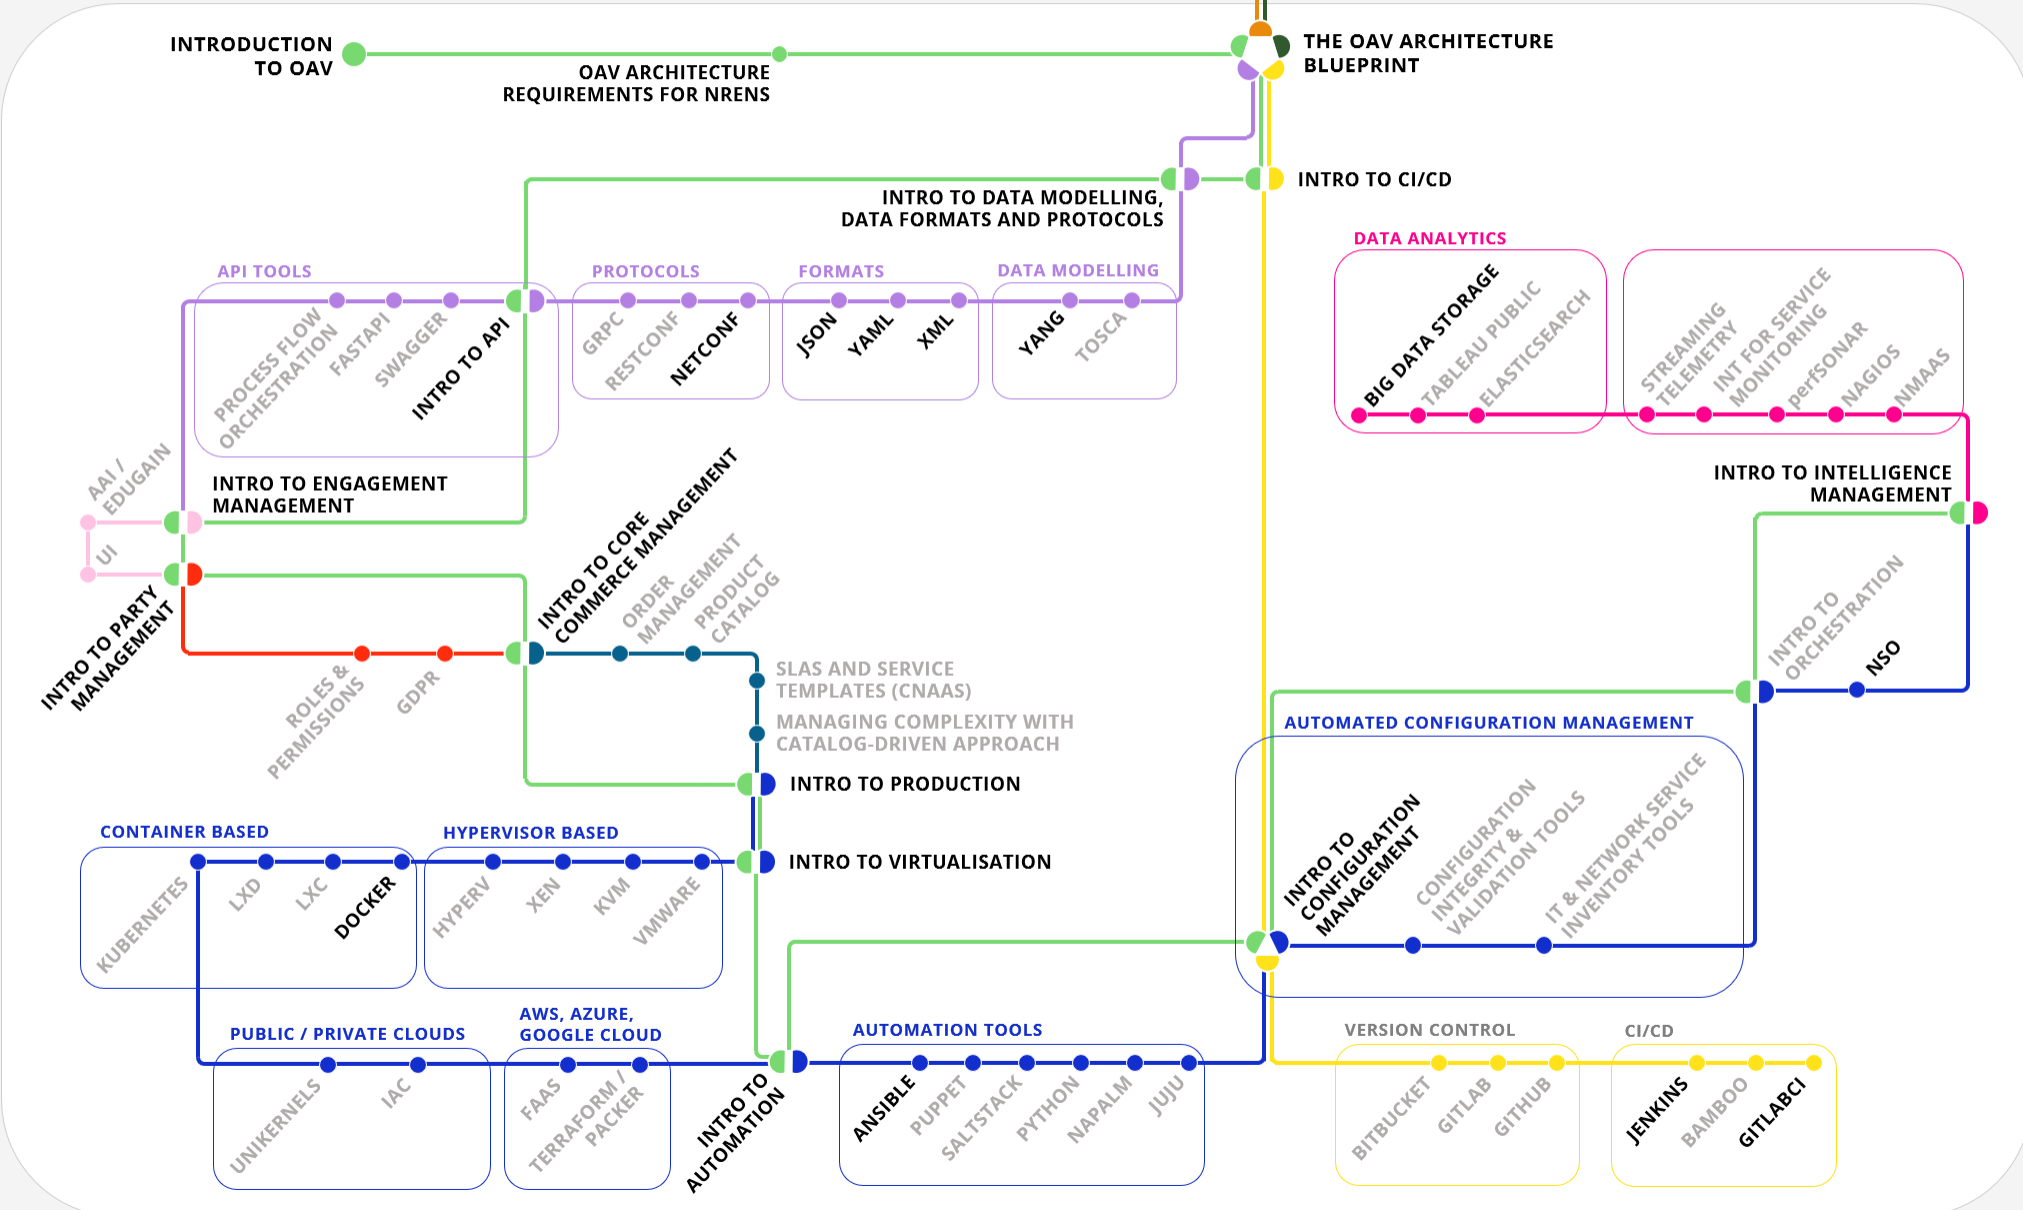 INTRODUCTION
TO OAV
OAV ARCHITECTURE
REQUIREMENTS FOR NRENS
THE OAV ARCHITECTURE
BLUEPRINT
INTRO TO CI/CD
INTRO TO DATA MODELLING,
DATA FORMATS AND PROTOCOLS
API TOOLS
PROCESS FLOW
ORCHESTRATION
FASTAPI
SWAGGER
INTRO TO API
PROTOCOLS
GRPC
RESTCONF
NETCONF
FORMATS
JSON
YAML
XML
DATA MODELLING
YANG
TOSCA
DATA ANALYTICS
BIG DATA STORAGE
TABLEAU PUBLIC
ELASTICSEARCH
STREAMING
TELEMETRY
INT FOR SERVICE
MONITORING
perfSONAR
NAGIOS
NMAAS
AAI /
EDUGAIN
UI
INTRO TO ENGAGEMENT
MANAGEMENT
INTRO TO PARTY
MANAGEMENT
ROLES &
PERMISSIONS
GDPR
INTRO TO CORE
COMMERCE MANAGEMENT
ORDER
MANAGEMENT
PRODUCT
CATALOG
SLAS AND SERVICE
TEMPLATES (CNAAS)
MANAGING COMPLEXITY WITH
CATALOG-DRIVEN APPROACH
INTRO TO PRODUCTION
INTRO TO VIRTUALISATION
INTRO TO INTELLIGENCE
MANAGEMENT
INTRO TO
ORCHESTRATION
NSO
AUTOMATED CONFIGURATION MANAGEMENT
INTRO TO
CONFIGURATION
MANAGEMENT
CONFIGURATION
INTEGRITY &
VALIDATION TOOLS
IT & NETWORK SERVICE
INVENTORY TOOLS
CONTAINER BASED
KUBERNETES
LXD
LXC
DOCKER
HYPERVISOR BASED
HYPERV
XEN
KVM
VMWARE
PUBLIC / PRIVATE CLOUDS
UNIKERNELS
IAC
AWS, AZURE,
GOOGLE CLOUD
FAAS
TERRAFORM /
PACKER
INTRO TO
AUTOMATION
AUTOMATION TOOLS
ANSIBLE
PUPPET
SALTSTACK
PYTHON
NAPALM
JUJU
VERSION CONTROL
BITBUCKET
GITLAB
GITHUB
CI/CD
JENKINS
BAMBOO
GITLABCI